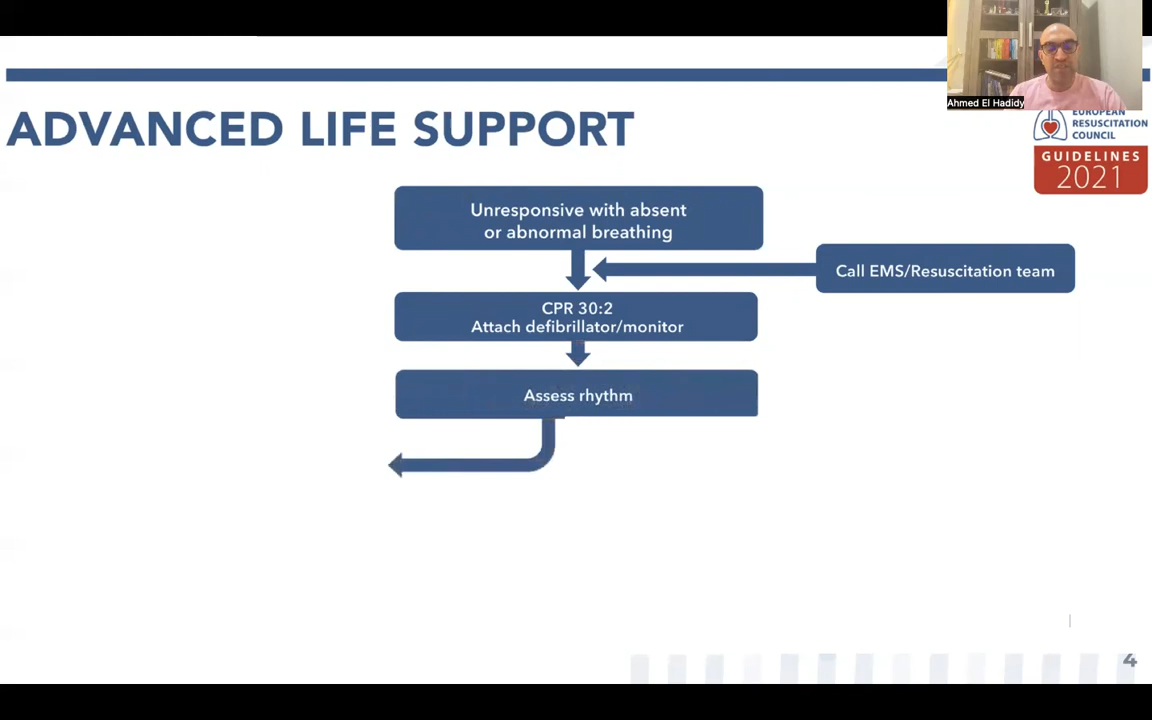 Ahmed El Hadidy
ADVANCED LIFE SUPPORT
EUROPEAN
RESUSCITATION
COUNCIL
GUIDELINES
2021
Unresponsive with absent
or abnormal breathing
Call EMS/Resuscitation team
CPR 30:2
Attach defibrillator/monitor
Assess rhythm
4